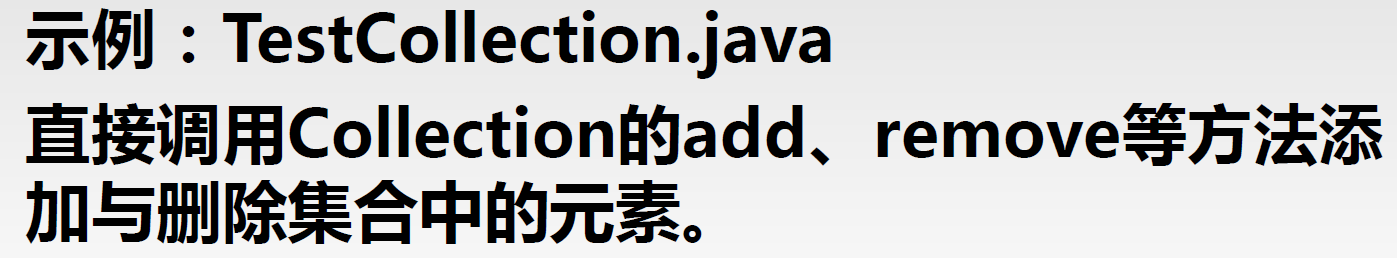 示例：TestCollection.java
直接调用Collection的add、remove等方法添
加与删除集合中的元素。